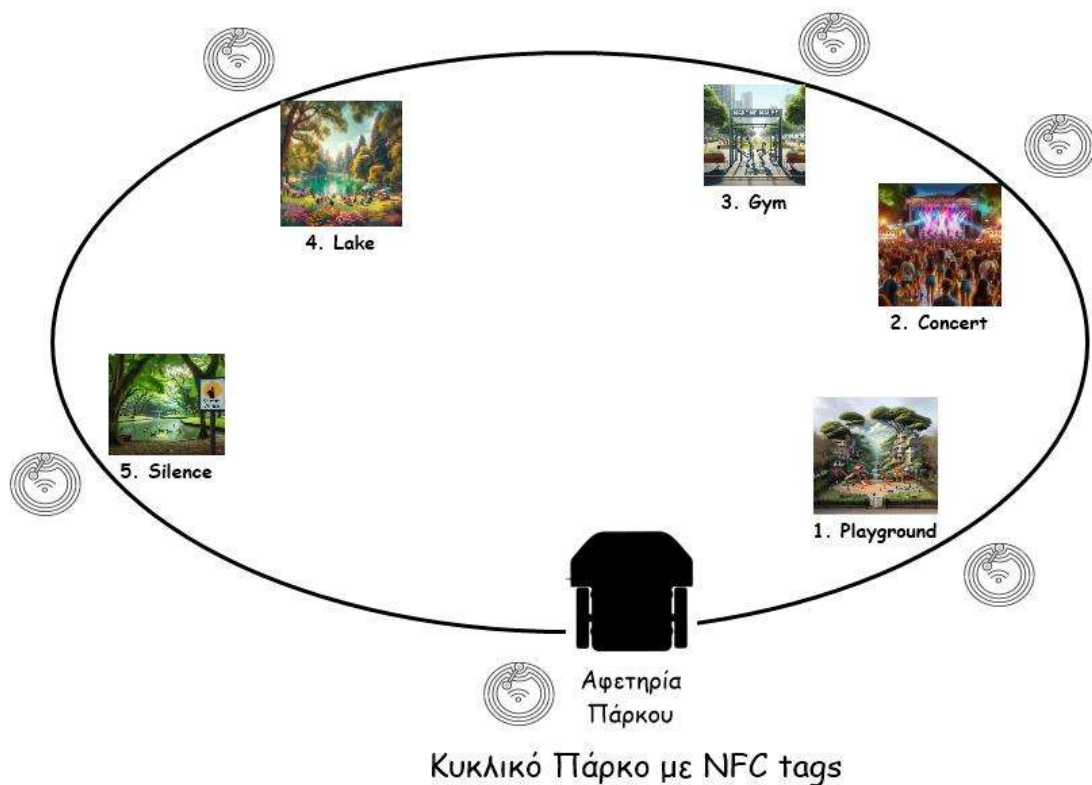 3. Gym
4. Lake
2. Concert
5. Silence
1. Playground
Αφετηρία
Πάρκου
Κυκλικό Πάρκο με NFC tags